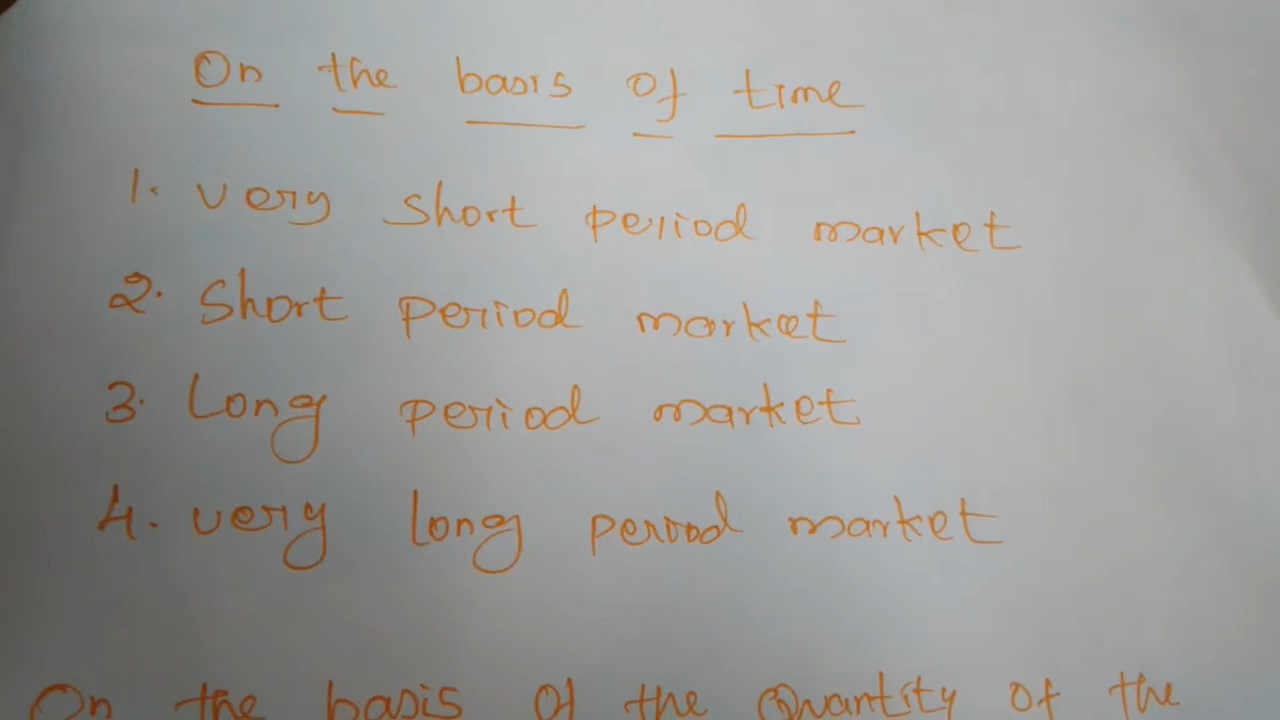 On the basis of time
1. very short period market
2. Short period market
3. Long period market
4. very long period market
On the basis of the Quantity of the